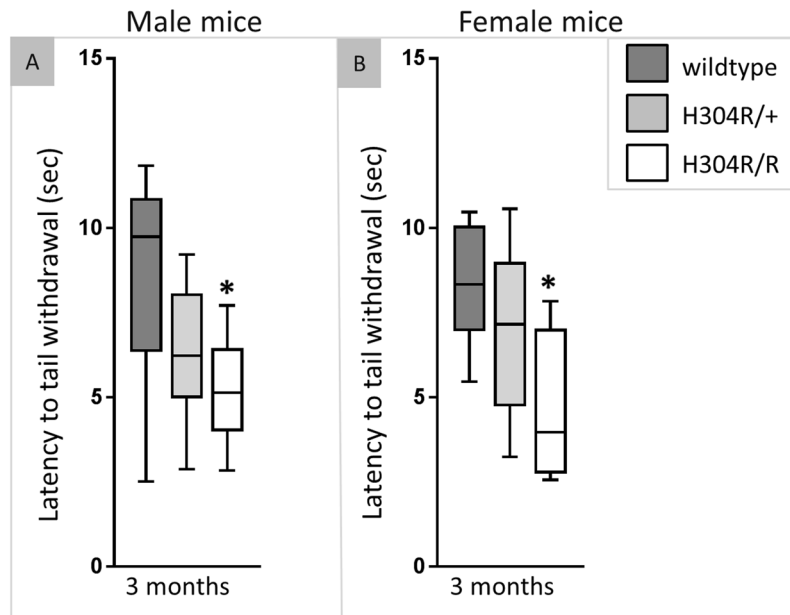 Male mice
Female mice
A
15
10
5
0
Latency to tail withdrawal (sec)
*
3 months
B
15
10
5
0
Latency to tail withdrawal (sec)
*
3 months
wildtype
H304R/+
H304R/R